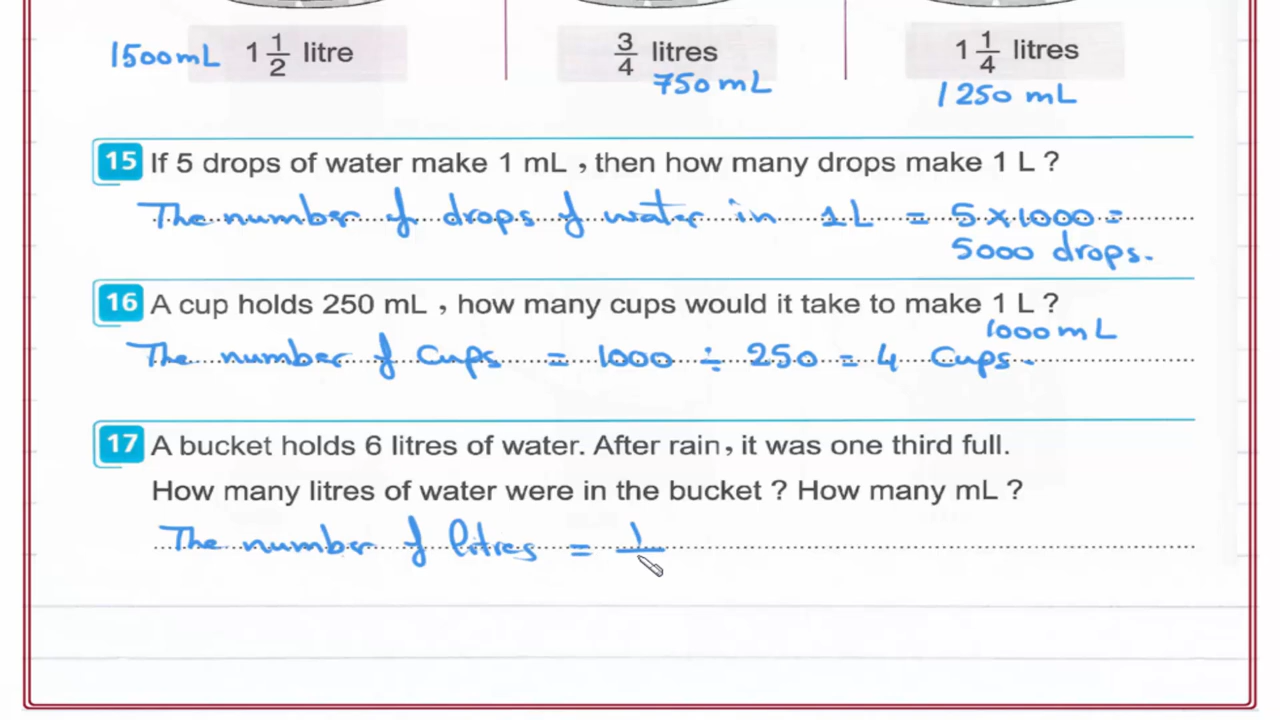 1500 mL 1 1/2 litre 3/4 litres 1 1/4 litres
750 mL
1250 mL
15 If 5 drops of water make 1 mL , then how many drops make 1 L ?
The number of drops of water in 1L = 5 × 1000 =
5000 drops.
16 A cup holds 250 mL , how many cups would it take to make 1 L ?
1000 mL
The number of Cups = 1000 ÷ 250 = 4 Cups.
17 A bucket holds 6 litres of water. After rain, it was one third full.
How many litres of water were in the bucket ? How many mL ?
The number of litres = 1